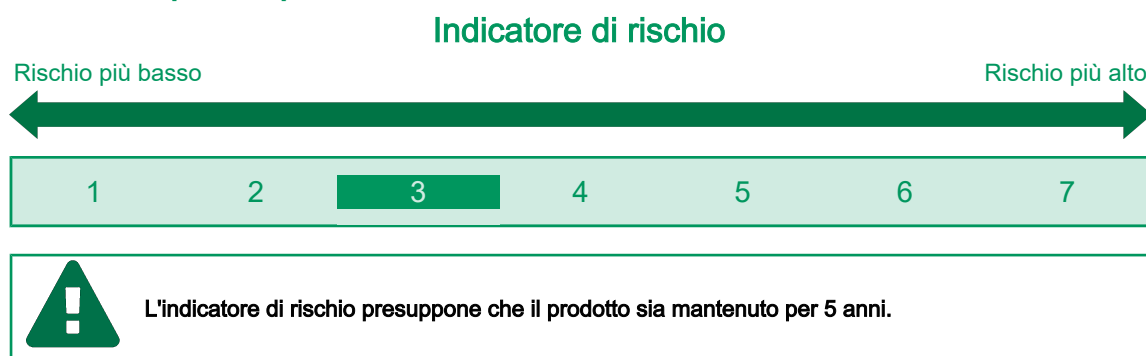 Indicatore di rischio
Rischio più basso Rischio più alto
1 2 3 4 5 6 7
L'indicatore di rischio presuppone che il prodotto sia mantenuto per 5 anni.